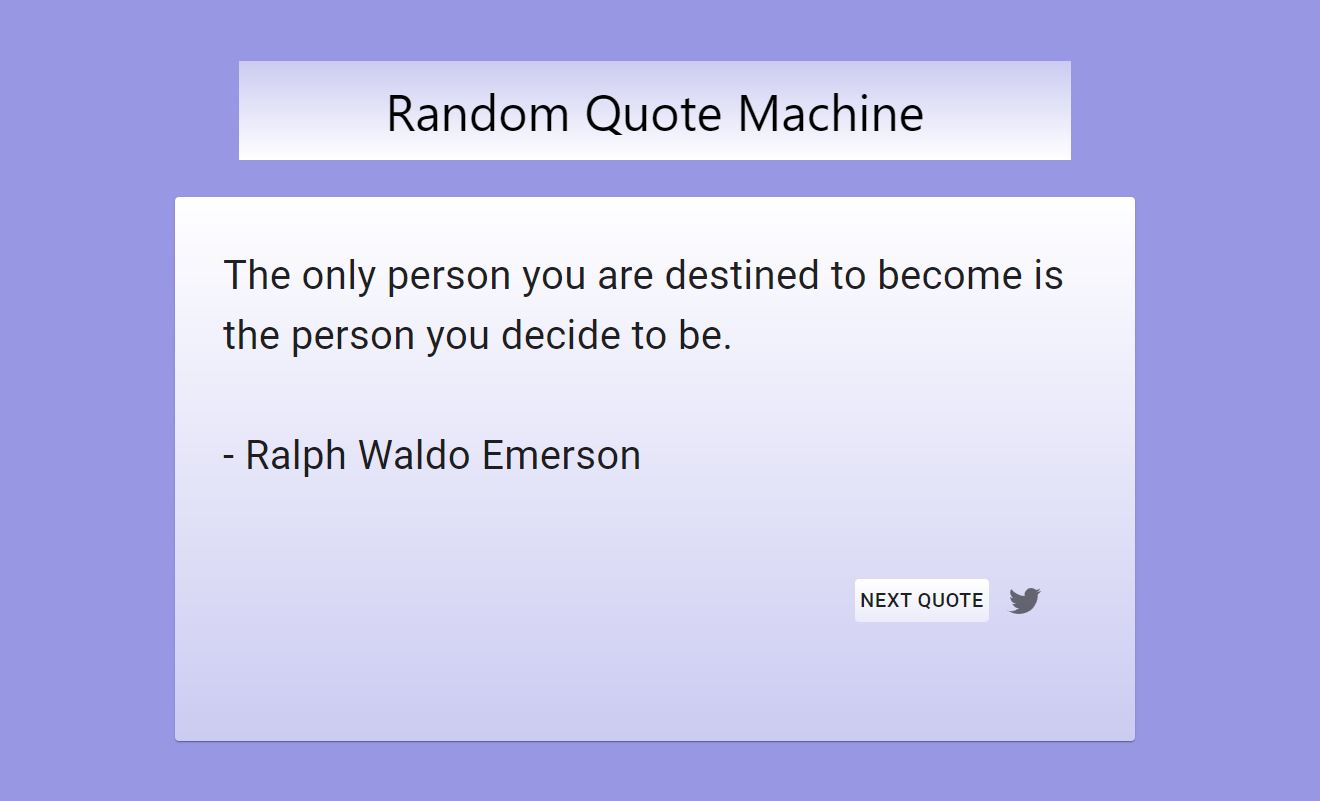 Random Quote Machine
The only person you are destined to become is
the person you decide to be.
- Ralph Waldo Emerson
NEXT QUOTE